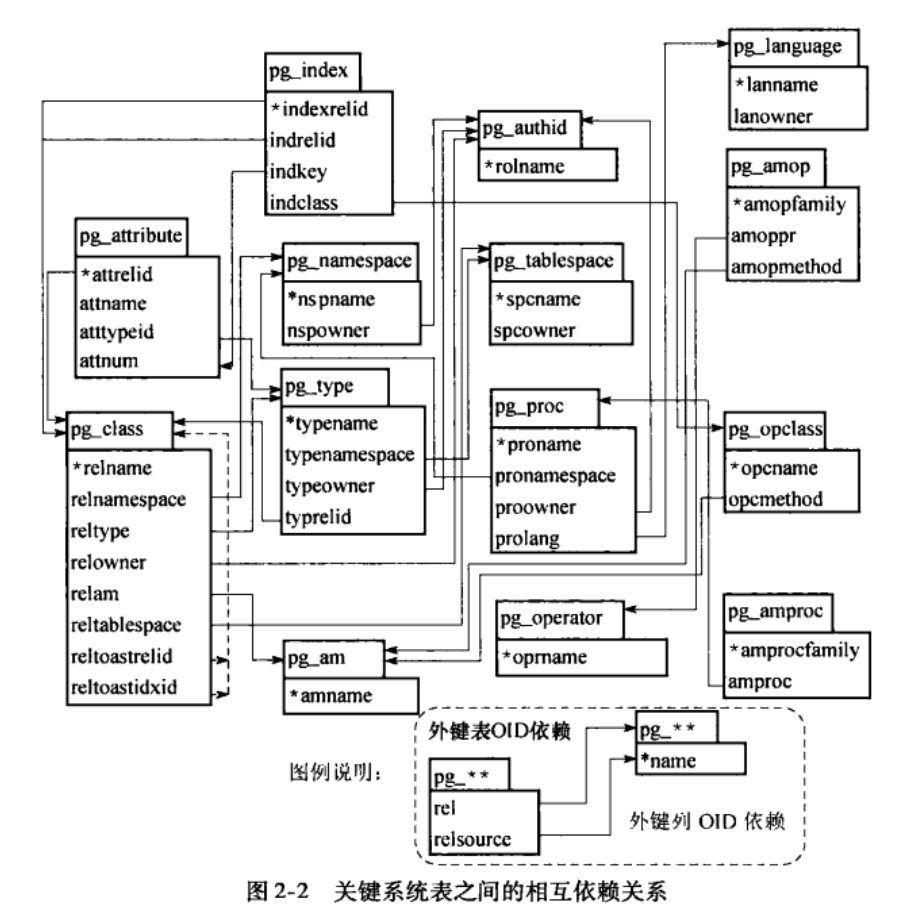 pg_index
*indexrelid
indrelid
indkey
indclass
pg_authid
*rolname
pg_language
*lanname
lanowner
pg_amop
*amopfamily
amoppr
amopmethod
pg_attribute
*attrelid
attname
atttypeid
attnum
pg_namespace
*nspname
nspowner
pg_tablespace
*spcname
spcowner
pg_type
*typename
typenamespace
typeowner
typrelid
pg_proc
*proname
pronamespace
proowner
prolang
pg_opclass
*opcname
opcmethod
pg_class
*relname
relnamespace
reltype
relowner
relam
reltablespace
reltoastrelid
reltoastidxid
pg_am
*amname
pg_operator
*oprname
pg_amproc
*amprocfamily
amproc
图例说明:
外键表OID依赖
pg_**
*name
pg_**
rel
relsource
外键列 OID 依赖
图 2-2 关键系统表之间的相互依赖关系